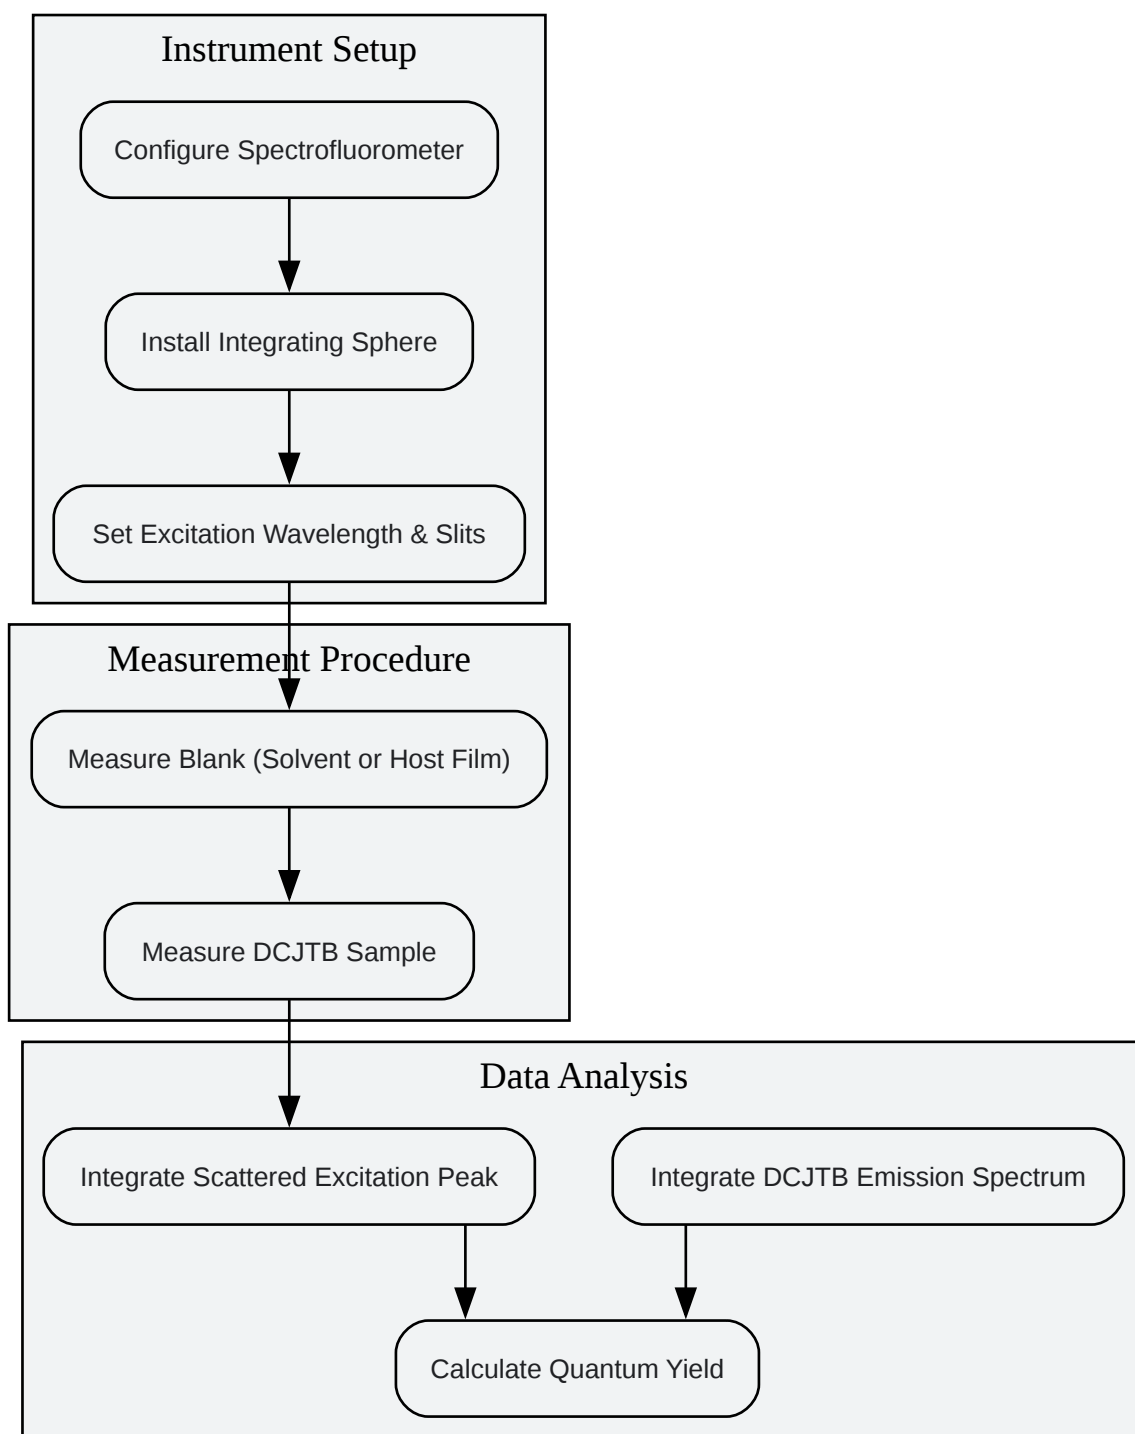 Instrument Setup
Configure Spectrofluorometer
Install Integrating Sphere
Set Excitation Wavelength & Slits
Measurement Procedure
Measure Blank (Solvent or Host Film)
Measure DCJTB Sample
Data Analysis
Integrate Scattered Excitation Peak
Integrate DCJTB Emission Spectrum
Calculate Quantum Yield